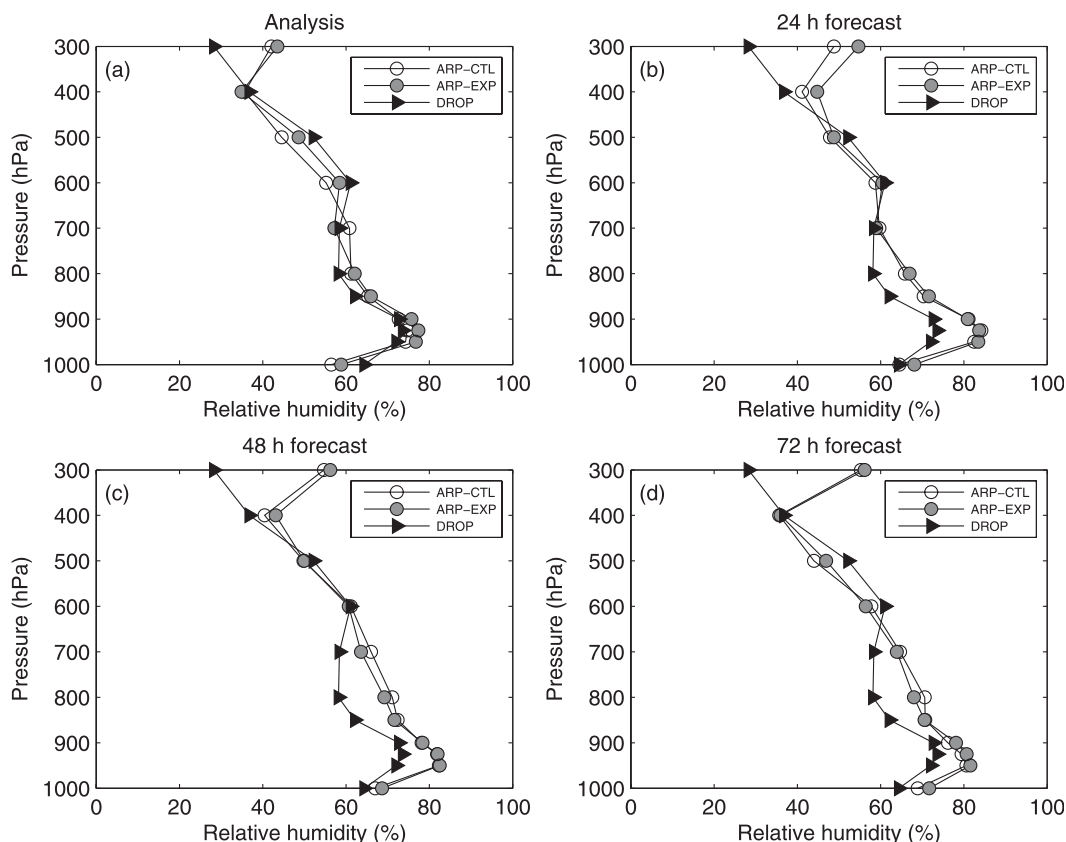 Analysis
(a)
ARP-CTL
ARP-EXP
DROP
Pressure (hPa)
300
400
500
600
700
800
900
1000
0 20 40 60 80 100
Relative humidity (%)
24 h forecast
(b)
ARP-CTL
ARP-EXP
DROP
Pressure (hPa)
300
400
500
600
700
800
900
1000
0 20 40 60 80 100
Relative humidity (%)
48 h forecast
(c)
ARP-CTL
ARP-EXP
DROP
Pressure (hPa)
300
400
500
600
700
800
900
1000
0 20 40 60 80 100
Relative humidity (%)
72 h forecast
(d)
ARP-CTL
ARP-EXP
DROP
Pressure (hPa)
300
400
500
600
700
800
900
1000
0 20 40 60 80 100
Relative humidity (%)